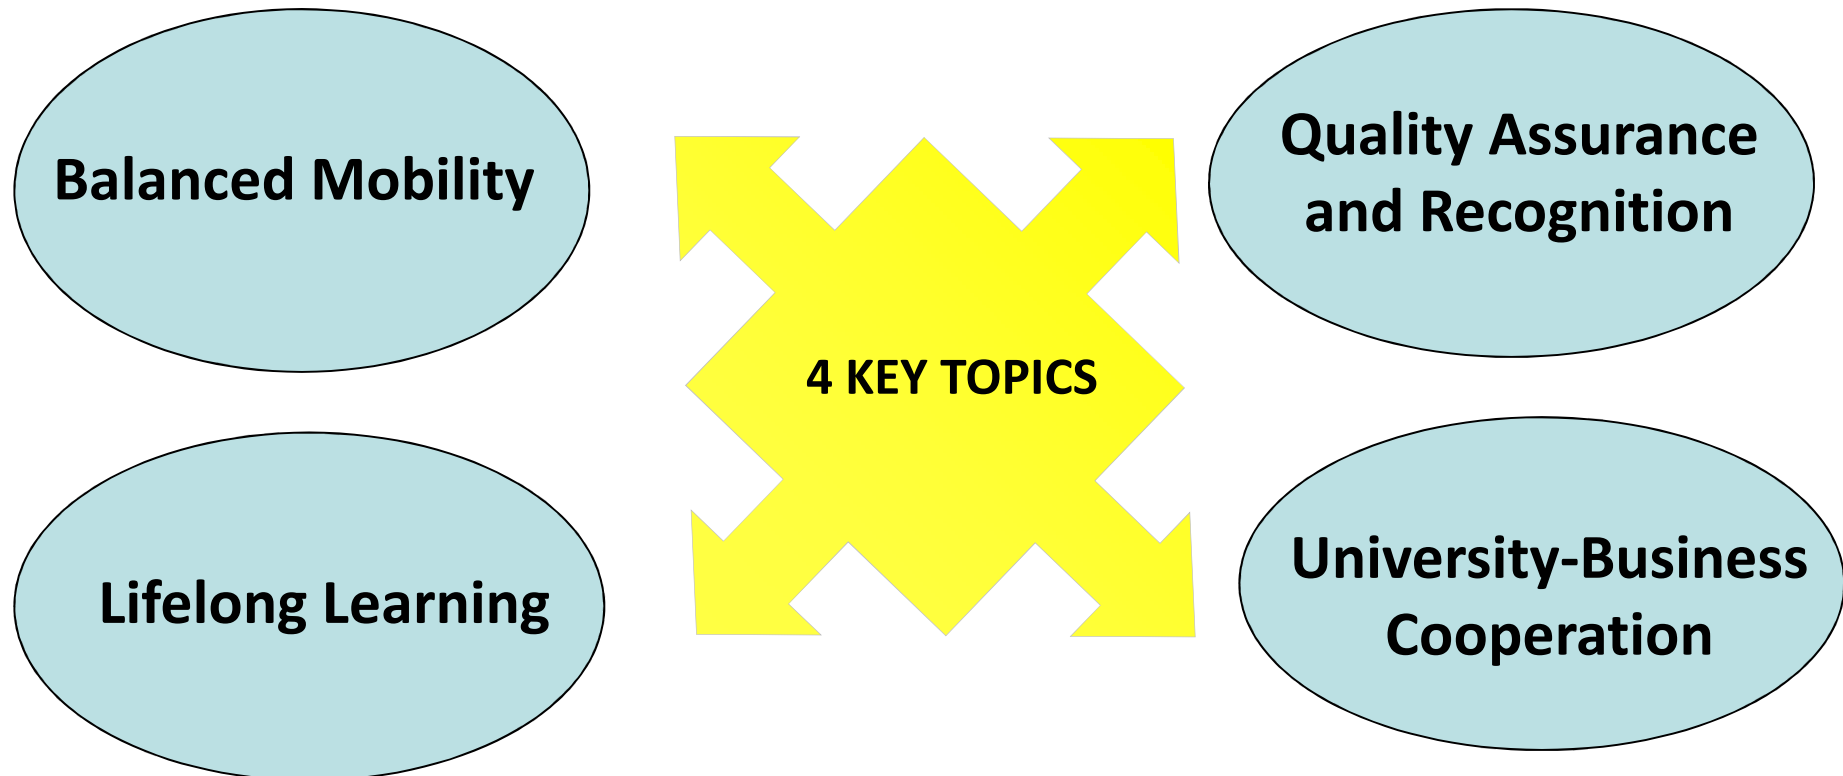 Balanced Mobility
Quality Assurance
and Recognition
4 KEY TOPICS
Lifelong Learning
University-Business
Cooperation